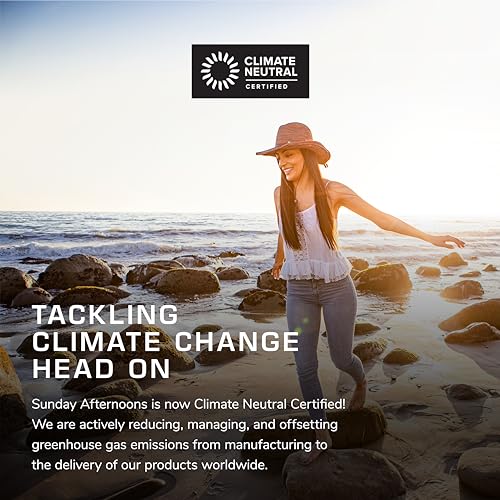 CLIMATE
NEUTRAL
CERTIFIED
TACKLING
CLIMATE CHANGE
HEAD ON
Sunday Afternoons is now Climate Neutral Certified!
We are actively reducing, managing, and offsetting
greenhouse gas emissions from manufacturing to
the delivery of our products worldwide.